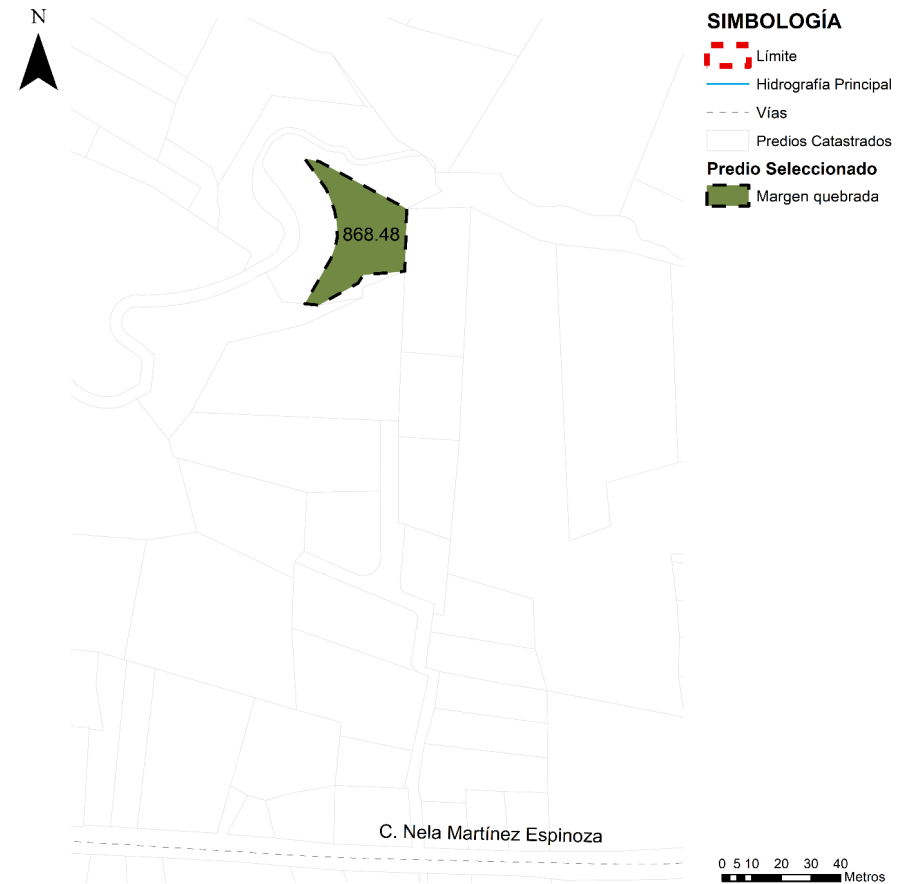 N
SIMBOLOGÍA
Límite
Hidrografía Principal
Vías
Predios Catastrados
Predio Seleccionado
Margen quebrada
868.48
C. Nela Martínez Espinoza
0 5 10 20 30 40
Metros